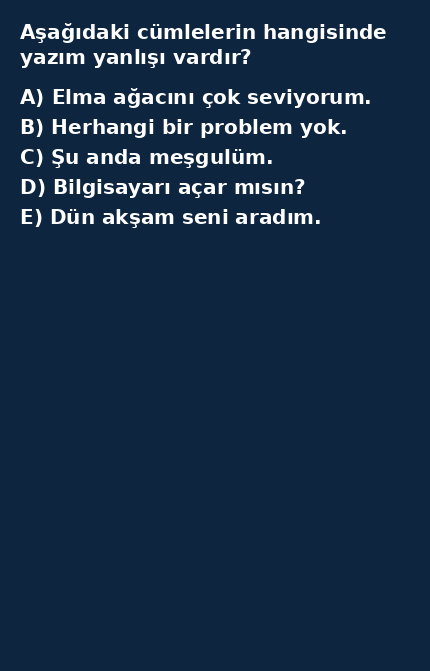 Aşağıdaki cümlelerin hangisinde
yazım yanlışı vardır?
A) Elma ağacını çok seviyorum.
B) Herhangi bir problem yok.
C) Şu anda meşgulüm.
D) Bilgisayarı açar mısın?
E) Dün akşam seni aradım.